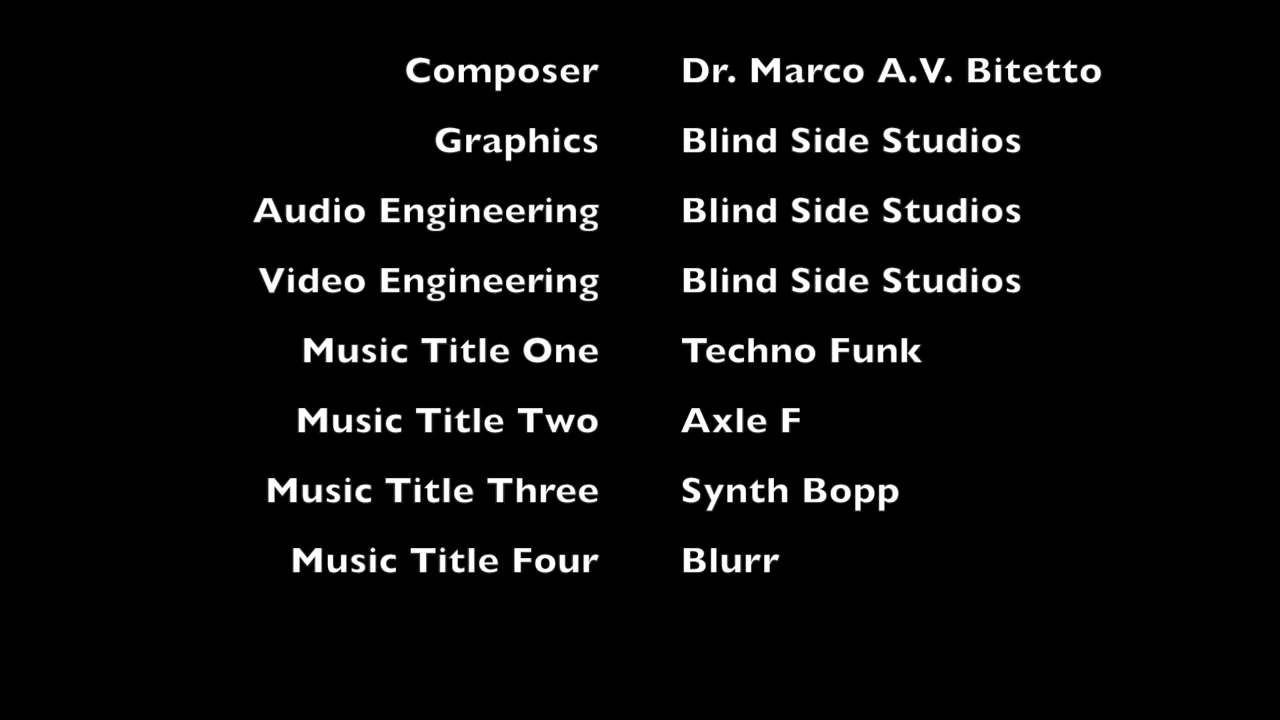 Composer Dr. Marco A.V. Bitetto
Graphics Blind Side Studios
Audio Engineering Blind Side Studios
Video Engineering Blind Side Studios
Music Title One Techno Funk
Music Title Two Axle F
Music Title Three Synth Bopp
Music Title Four Blurr